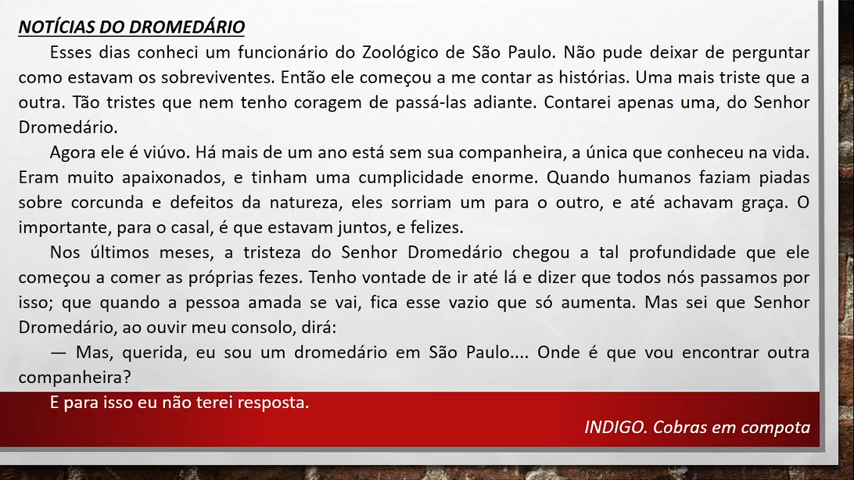 NOTÍCIAS DO DROMEDÁRIO
Esses dias conheci um funcionário do Zoológico de São Paulo. Não pude deixar de perguntar
como estavam os sobreviventes. Então ele começou a me contar as histórias. Uma mais triste que a
outra. Tão tristes que nem tenho coragem de passá-las adiante. Contarei apenas uma, do Senhor
Dromedário.
Agora ele é viúvo. Há mais de um ano está sem sua companheira, a única que conheceu na vida.
Eram muito apaixonados, e tinham uma cumplicidade enorme. Quando humanos faziam piadas
sobre corcunda e defeitos da natureza, eles sorriam um para o outro, e até achavam graça. O
importante, para o casal, é que estavam juntos, e felizes.
Nos últimos meses, a tristeza do Senhor Dromedário chegou a tal profundidade que ele
começou a comer as próprias fezes. Tenho vontade de ir até lá e dizer que todos nós passamos por
isso; que quando a pessoa amada se vai, fica esse vazio que só aumenta. Mas sei que Senhor
Dromedário, ao ouvir meu consolo, dirá:
— Mas, querida, eu sou um dromedário em São Paulo.... Onde é que vou encontrar outra
companheira?
E para isso eu não terei resposta.
INDIGO. Cobras em compota